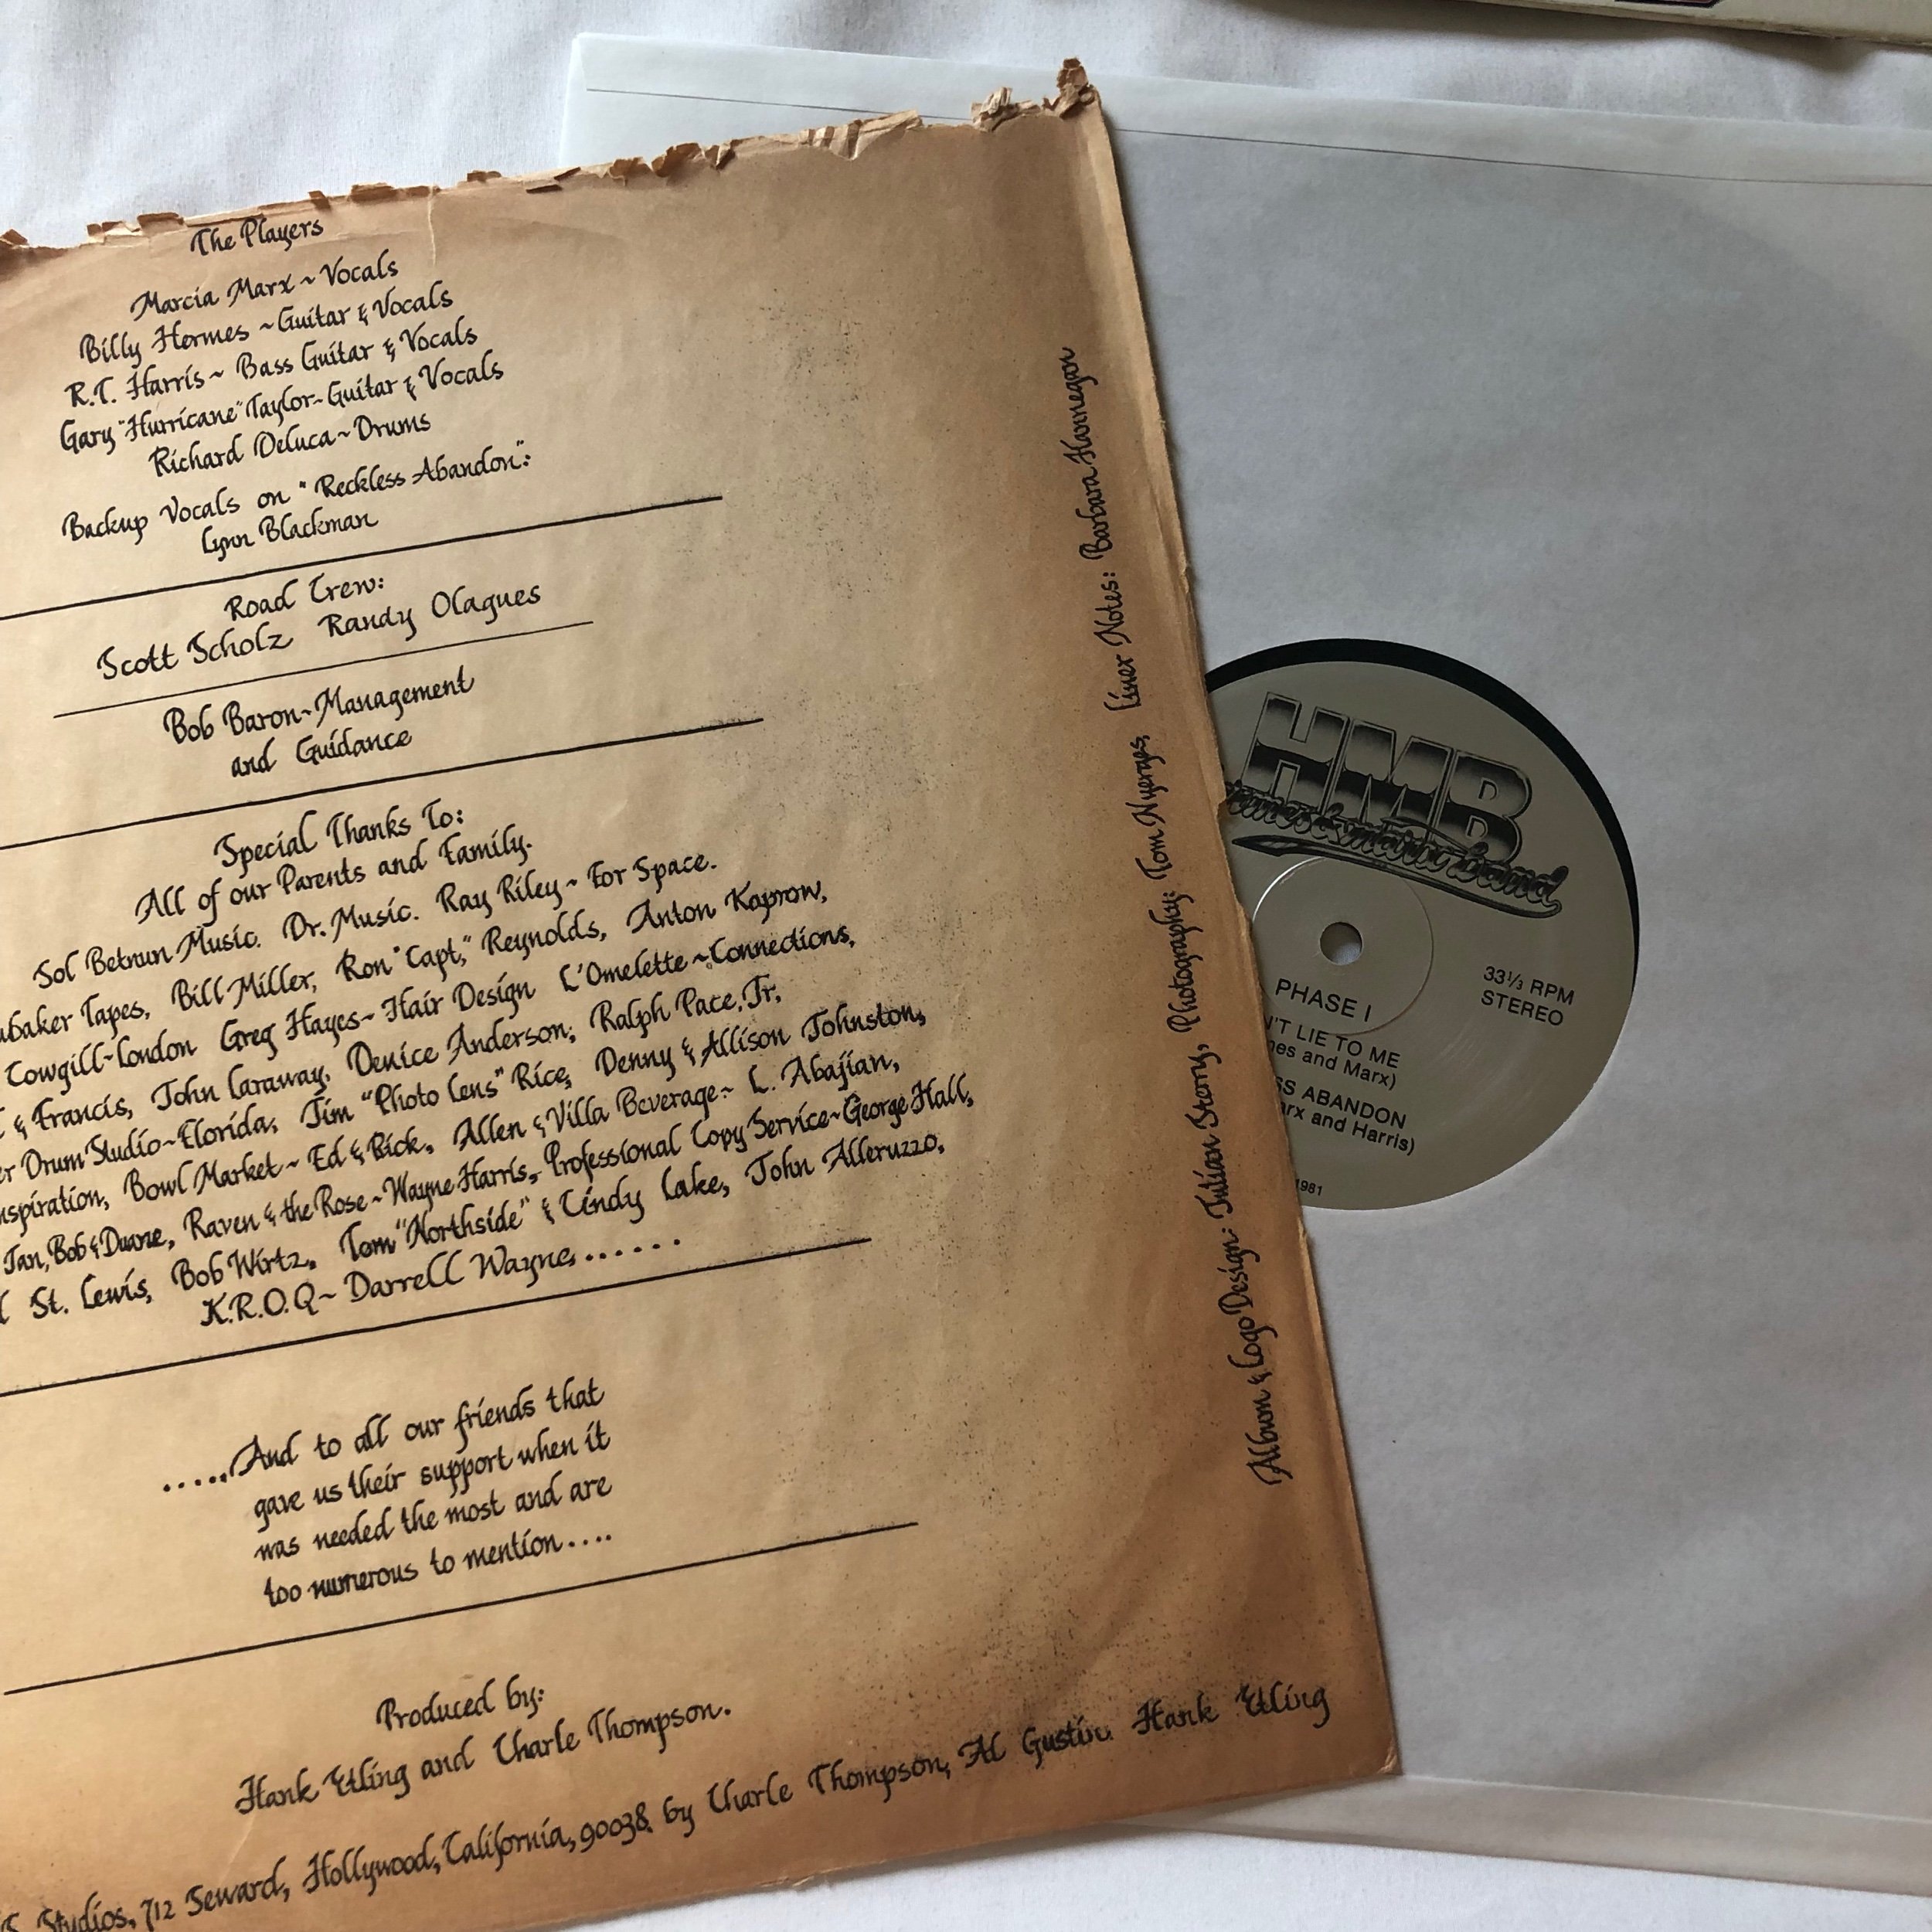 The Players
Marcia Marx ~ Vocals
Billy Hermes ~ Guitar & Vocals
R.T. Harris ~ Bass Guitar & Vocals
Gary "Hurricane" Taylor ~ Guitar & Vocals
Richard Deluca ~ Drums
Backup Vocals on "Reckless Abandon":
Lynn Blackman
Road Crew:
Scott Scholz Randy Olagues
Bob Baron ~ Management
and Guidance
Special Thanks To:
All of our Parents and Family.
Sol Betnun Music. Dr. Music. Ray Riley ~ For Space.
Tapes, Bill Miller, Ron "Capt," Reynolds, Anton Kaprow,
Cowgill ~ London Greg Hayes ~ Hair Design L'Omelette ~ Connections,
& Francis, John Caraway, Denice Anderson, Ralph Pace, Jr.
Drum Studio ~ Florida, Jim "Photo Lens" Rice, Denny & Allison Johnston,
Bowl Market ~ Ed & Rick, Allen & Villa Beverage ~ L. Abajian,
Jan, Bob & Duane, Raven & the Rose ~ Wayne Harris, Professional Copy Service ~ George Hall,
St. Lewis, Bob Wirtz, Tom "Northside" & Cindy Lake, John Alleruzzo,
K.R.O.Q ~ Darrell Wayne......
.....And to all our friends that
gave us their support when it
was needed the most and are
too numerous to mention....
Produced by:
Hank Etling and Charle Thompson.
Studios, 712 Seward, Hollywood, California, 90038. by Charle Thompson, Al Gustin. Hank Etling
Album & Logo Design: Julian Sterry, Photography: Tom Nyerges, Liner Notes: Barbara Hannegan
HMB
band
PHASE I
33⅓ RPM
STEREO
LIE TO ME
and Marx)
ABANDON
and Harris)
1981